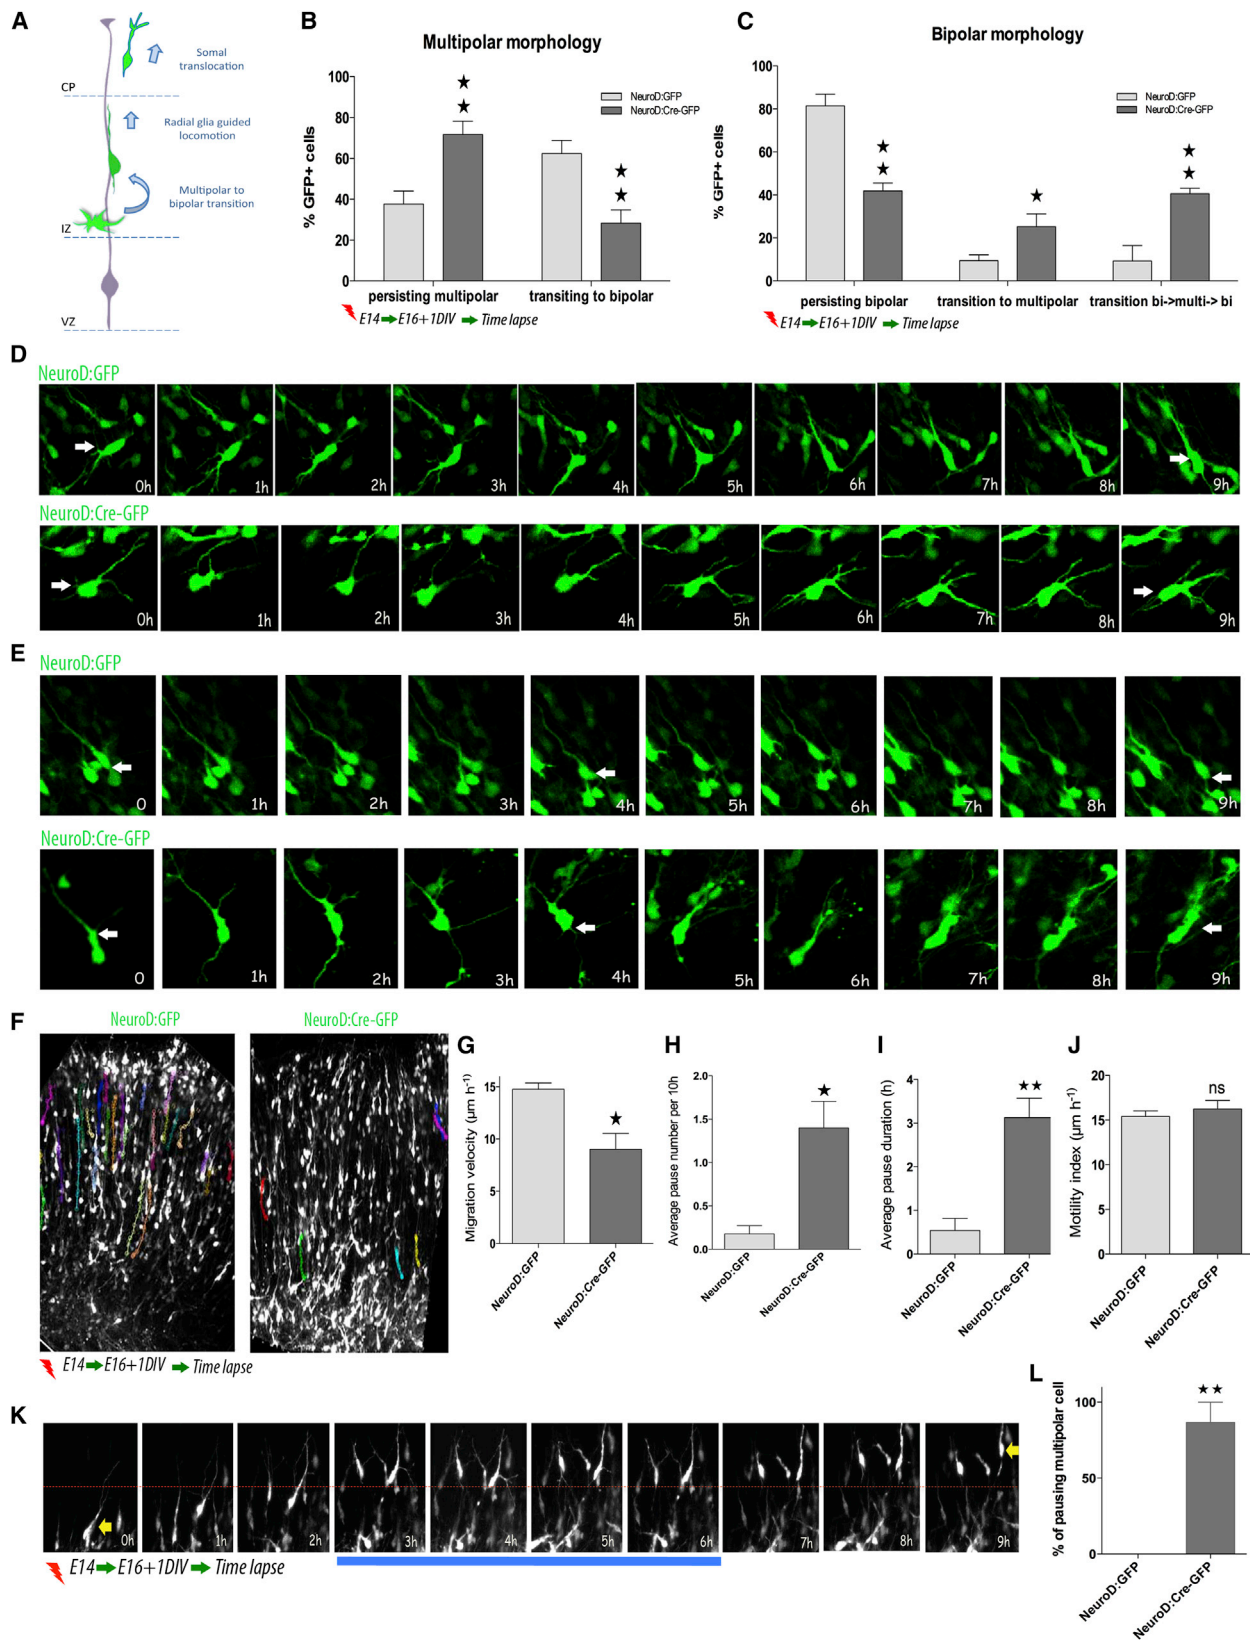 A
Somal
translocation
CP
Radial glia guided
locomotion
Multipolar to
bipolar transition
IZ
VZ
B
Multipolar morphology
% GFP+ cells
100
80
60
40
20
0
NeuroD:GFP
NeuroD:Cre-GFP
★
★
★
★
persisting multipolar
transiting to bipolar
E14 E16+1DIV Time lapse
C
Bipolar morphology
% GFP+ cells
100
80
60
40
20
0
NeuroD:GFP
NeuroD:Cre-GFP
★
★
★
★
★
persisting bipolar
transition to multipolar
transition bi->multi-> bi
E14 E16+1DIV Time lapse
D
NeuroD:GFP
0h 1h 2h 3h 4h 5h 6h 7h 8h 9h
NeuroD:Cre-GFP
0h 1h 2h 3h 4h 5h 6h 7h 8h 9h
E
NeuroD:GFP
0 1h 2h 3h 4h 5h 6h 7h 8h 9h
NeuroD:Cre-GFP
0 1h 2h 3h 4h 5h 6h 7h 8h 9h
F
NeuroD:GFP
NeuroD:Cre-GFP
E14 E16+1DIV Time lapse
G
Migration velocity (μm h⁻¹)
15
10
5
0
★
NeuroD:GFP
NeuroD:Cre-GFP
H
Average pause number per 10h
2.0
1.5
1.0
0.5
0.0
★
NeuroD:GFP
NeuroD:Cre-GFP
I
Average pause duration (h)
4
3
2
1
0
★★
NeuroD:GFP
NeuroD:Cre-GFP
J
Motility index (μm h⁻¹)
20
15
10
5
0
ns
NeuroD:GFP
NeuroD:Cre-GFP
K
0h 1h 2h 3h 4h 5h 6h 7h 8h 9h
E14 E16+1DIV Time lapse
L
% of pausing multipolar cell
100
50
0
★★
NeuroD:GFP
NeuroD:Cre-GFP